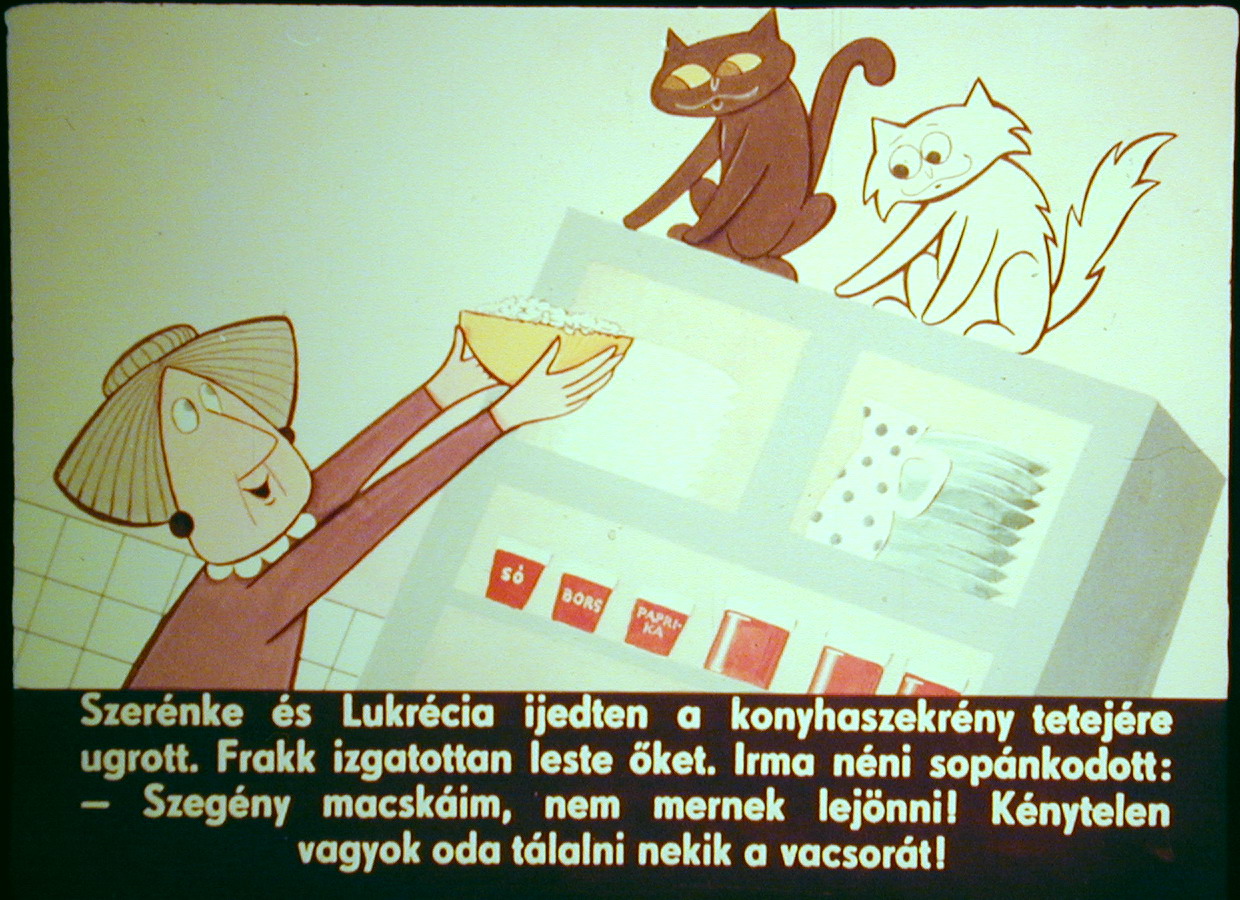 SÓ
BORS
PAPRI-
KA
Szerénke és Lukrécia ijedten a konyhaszekrény tetejére
ugrott. Frakk izgatottan leste őket. Irma néni sopánkodott:
— Szegény macskáim, nem mernek lejönni! Kénytelen
vagyok oda tálalni nekik a vacsorát!